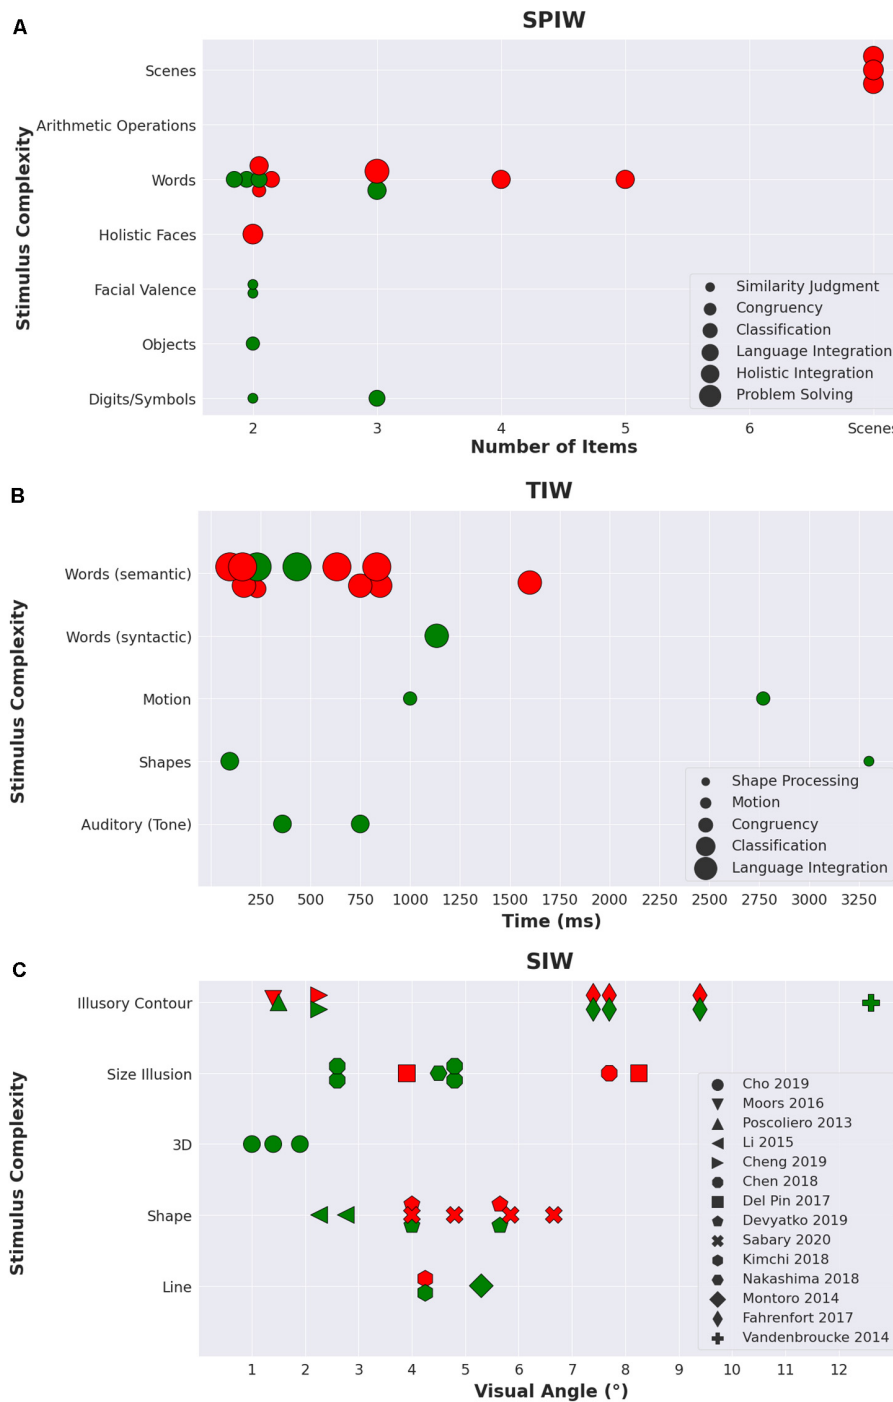 A
SPIW
Stimulus Complexity
Scenes
Arithmetic Operations
Words
Holistic Faces
Facial Valence
Objects
Digits/Symbols
Similarity Judgment
Congruency
Classification
Language Integration
Holistic Integration
Problem Solving
2 3 4 5 6 Scenes
Number of Items
B
TIW
Stimulus Complexity
Words (semantic)
Words (syntactic)
Motion
Shapes
Auditory (Tone)
Shape Processing
Motion
Congruency
Classification
Language Integration
250 500 750 1000 1250 1500 1750 2000 2250 2500 2750 3000 3250
Time (ms)
C
SIW
Stimulus Complexity
Illusory Contour
Size Illusion
3D
Shape
Line
Cho 2019
Moors 2016
Poscoliero 2013
Li 2015
Cheng 2019
Chen 2018
Del Pin 2017
Devyatko 2019
Sabary 2020
Kimchi 2018
Nakashima 2018
Montoro 2014
Fahrenfort 2017
Vandenbroucke 2014
1 2 3 4 5 6 7 8 9 10 11 12
Visual Angle (°)